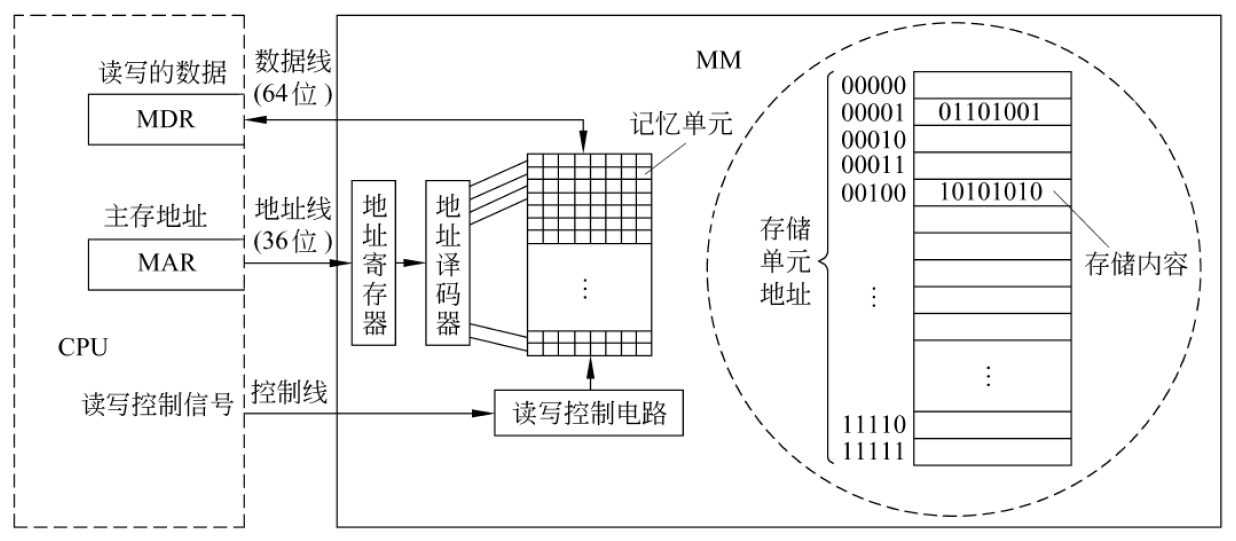 读写的数据
MDR
主存地址
MAR
CPU
读写控制信号
数据线
(64位)
地址线
(36位)
控制线
地址寄存器
地址译码器
记忆单元
⋮
读写控制电路
MM
存储
单元
地址
00000
00001 01101001
00010
00011
00100 10101010
⋮
⋮
11110
11111
存储内容